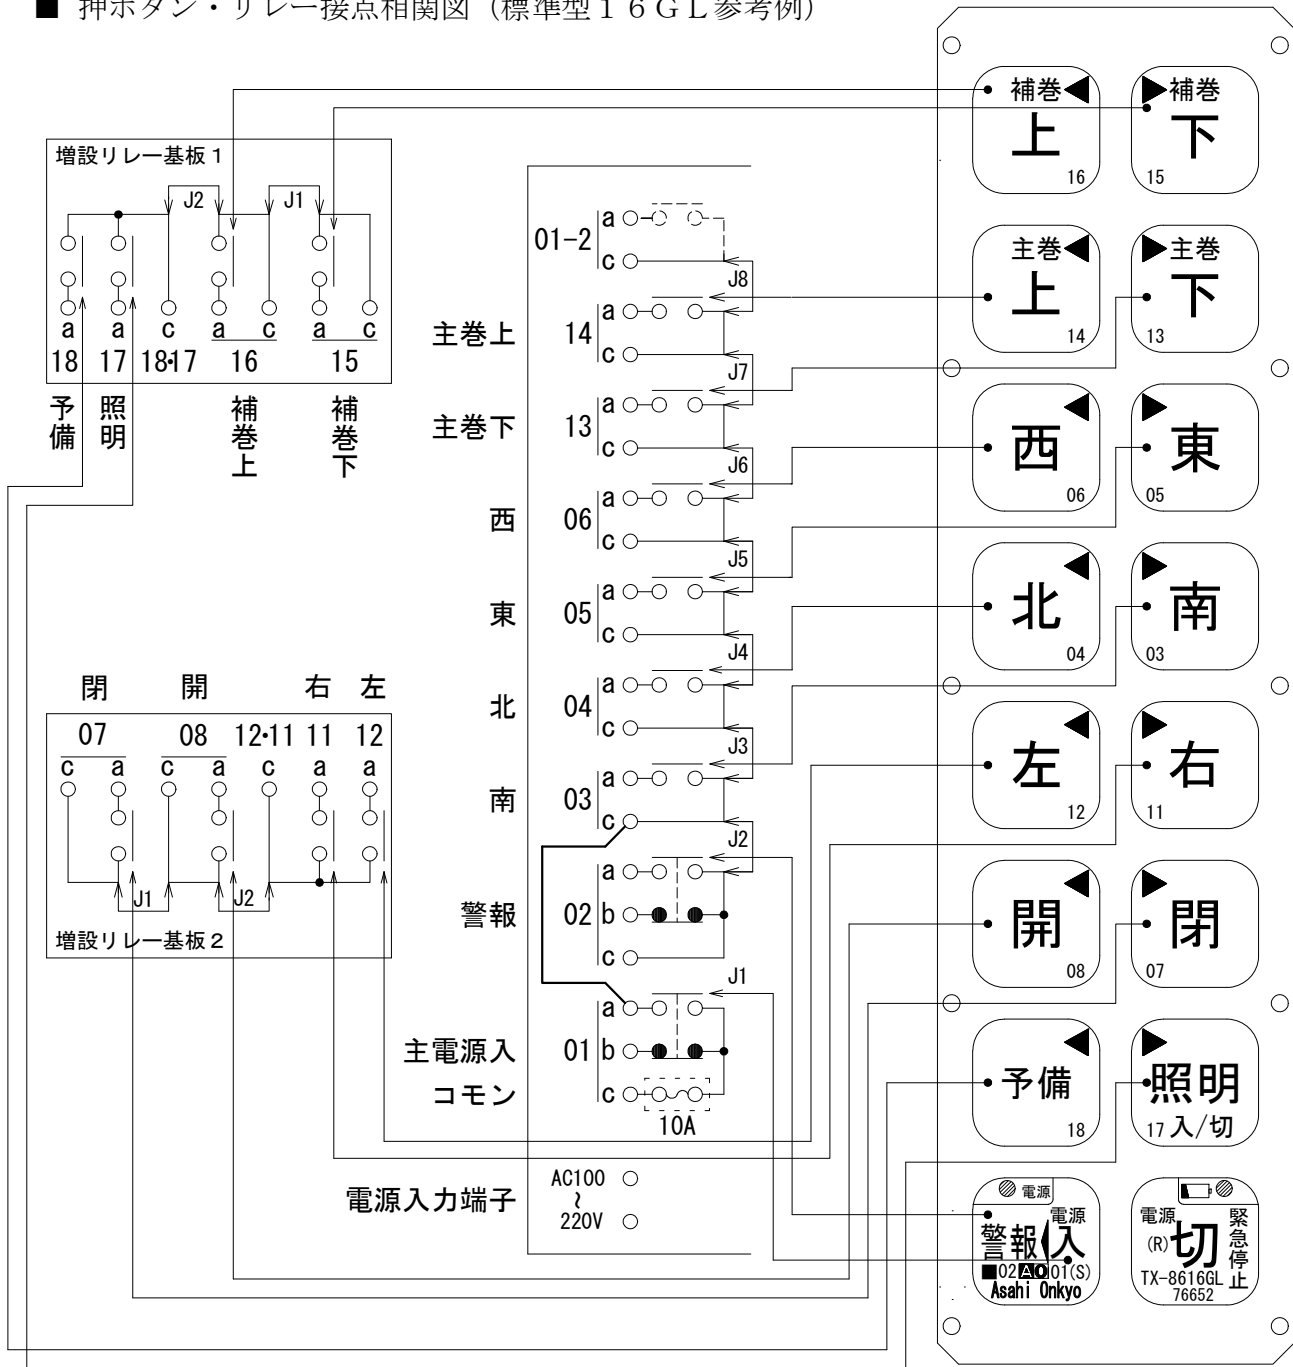 ■ 押ボタン・リレー接点相関図（標準型１６ＧＬ参考例）
増設リレー基板１
J2 J1
a a c a c a c
18 17 18・17 16 15
予備 照明 補巻上 補巻下
閉 開 右 左
07 08 12・11 11 12
c a c a c a a
J1 J2
増設リレー基板２
01-2 a
c
J8
主巻上 14 a
c
J7
主巻下 13 a
c
J6
西 06 a
c
J5
東 05 a
c
J4
北 04 a
c
J3
南 03 a
c
J2
警報 02 a
b
c
J1
主電源入 01 a
b
コモン c
10A
電源入力端子 AC100
～
220V
補巻 上 16
補巻 下 15
主巻 上 14
主巻 下 13
西 06
東 05
北 04
南 03
左 12
右 11
開 08
閉 07
予備 18
照明 17 入/切
電源
電源
警報 入
■02 A O 01(S)
Asahi Onkyo
電源 緊急停止
(R) 切
TX-8616GL
76652